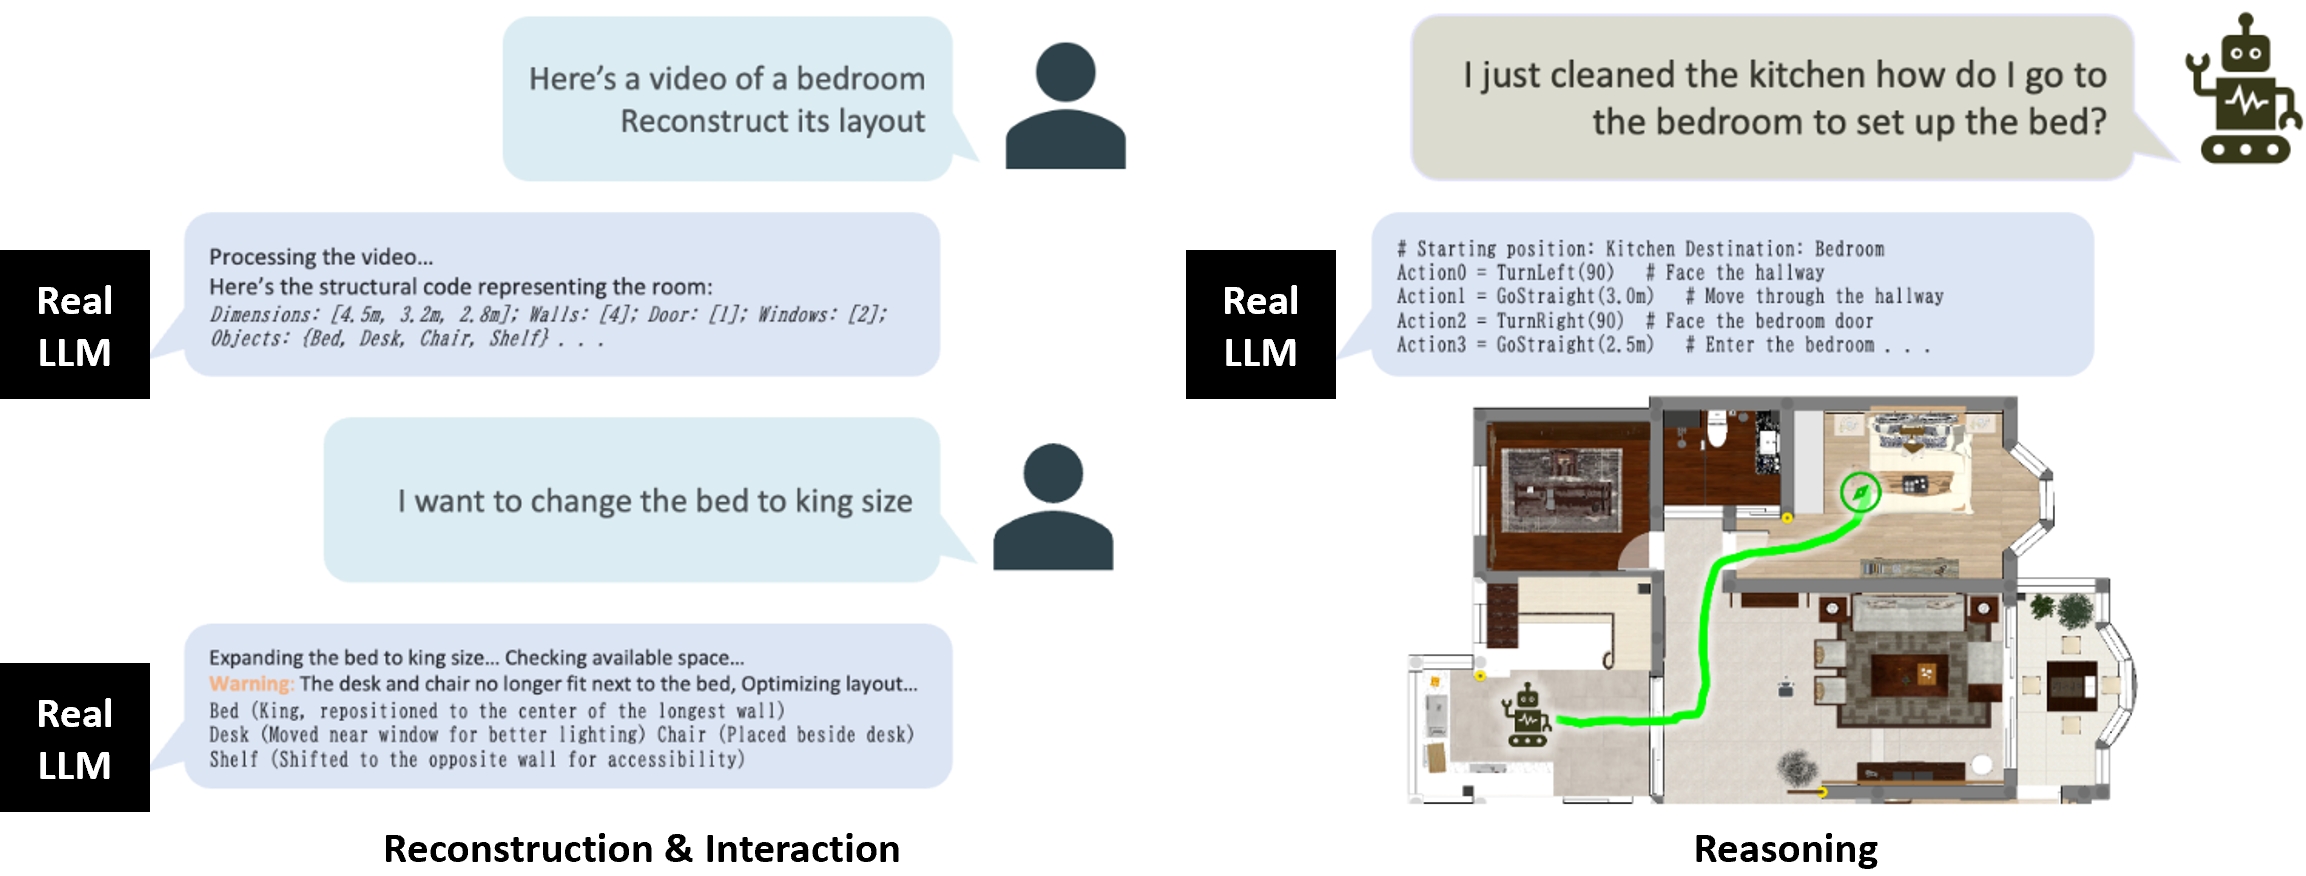 Here's a video of a bedroom
Reconstruct its layout
Real
LLM
Processing the video...
Here's the structural code representing the room:
Dimensions: [4.5m, 3.2m, 2.8m]; Walls: [4]; Door: [1]; Windows: [2];
Objects: {Bed, Desk, Chair, Shelf} . . .
I want to change the bed to king size
Real
LLM
Expanding the bed to king size... Checking available space...
Warning: The desk and chair no longer fit next to the bed, Optimizing layout...
Bed (King, repositioned to the center of the longest wall)
Desk (Moved near window for better lighting) Chair (Placed beside desk)
Shelf (Shifted to the opposite wall for accessibility)
Reconstruction & Interaction
I just cleaned the kitchen how do I go to
the bedroom to set up the bed?
Real
LLM
# Starting position: Kitchen Destination: Bedroom
Action0 = TurnLeft(90) # Face the hallway
Action1 = GoStraight(3.0m) # Move through the hallway
Action2 = TurnRight(90) # Face the bedroom door
Action3 = GoStraight(2.5m) # Enter the bedroom . . .
Reasoning